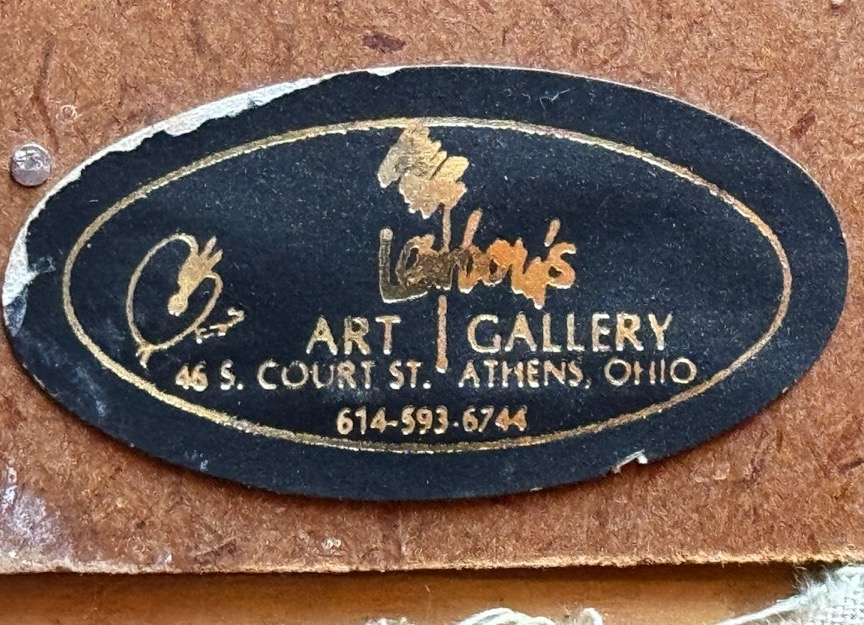 ART GALLERY
46 S. COURT ST. ATHENS, OHIO
614-593-6744